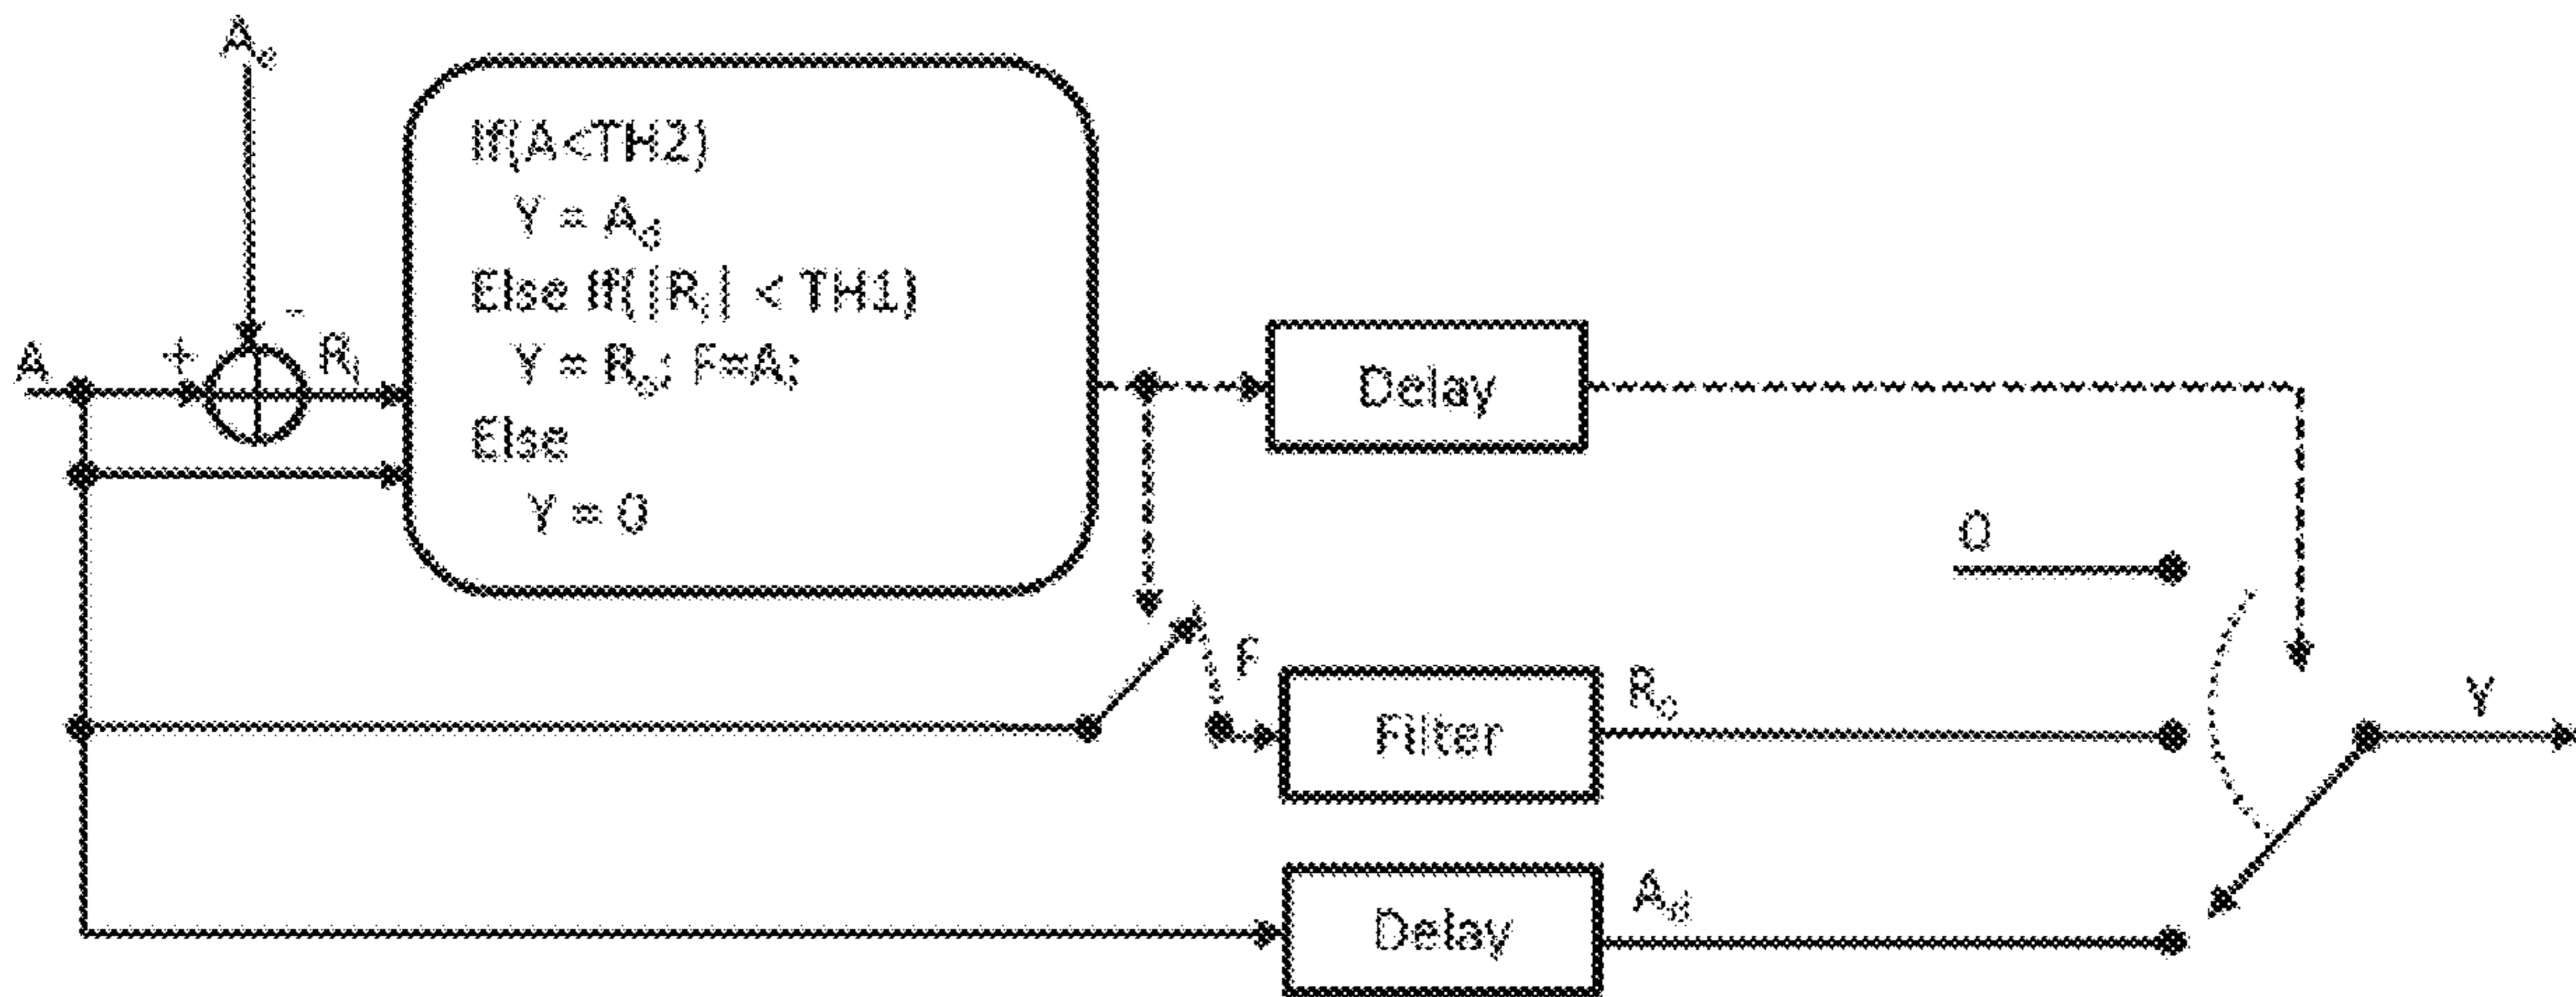 Ae
If(A<TH2)
Y = Ad
Else If(|Ri| < TH1)
Y = Ro; F=A;
Else
Y = 0
A
+
-
Ri
Delay
0
F
Filter
Ro
Y
Delay
Ad